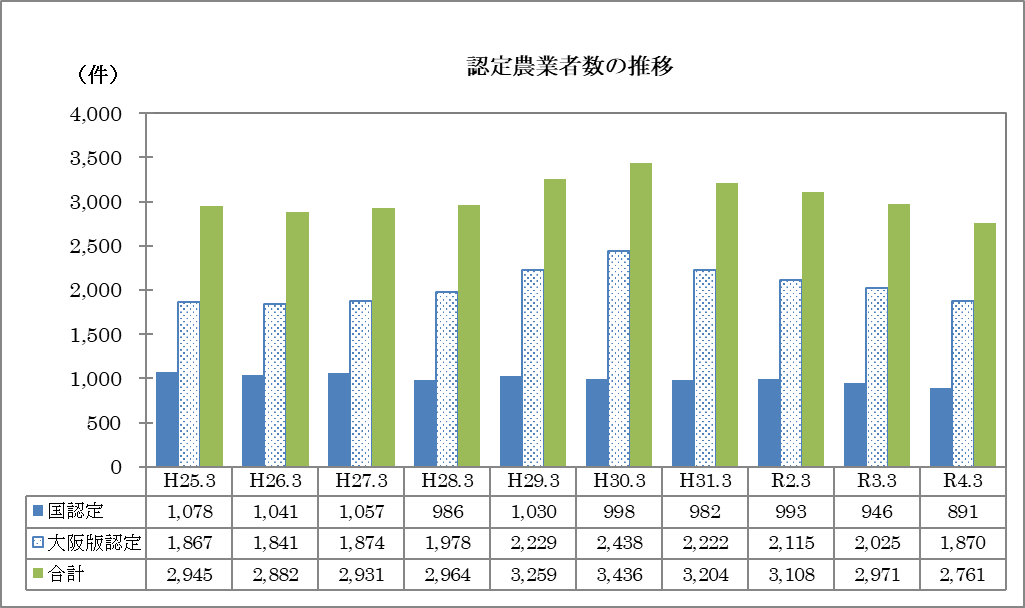 認定農業者数の推移
（件）
4,000
3,500
3,000
2,500
2,000
1,500
1,000
500
0
H25.3 H26.3 H27.3 H28.3 H29.3 H30.3 H31.3 R2.3 R3.3 R4.3
国認定 1,078 1,041 1,057 986 1,030 998 982 993 946 891
大阪版認定 1,867 1,841 1,874 1,978 2,229 2,438 2,222 2,115 2,025 1,870
合計 2,945 2,882 2,931 2,964 3,259 3,436 3,204 3,108 2,971 2,761